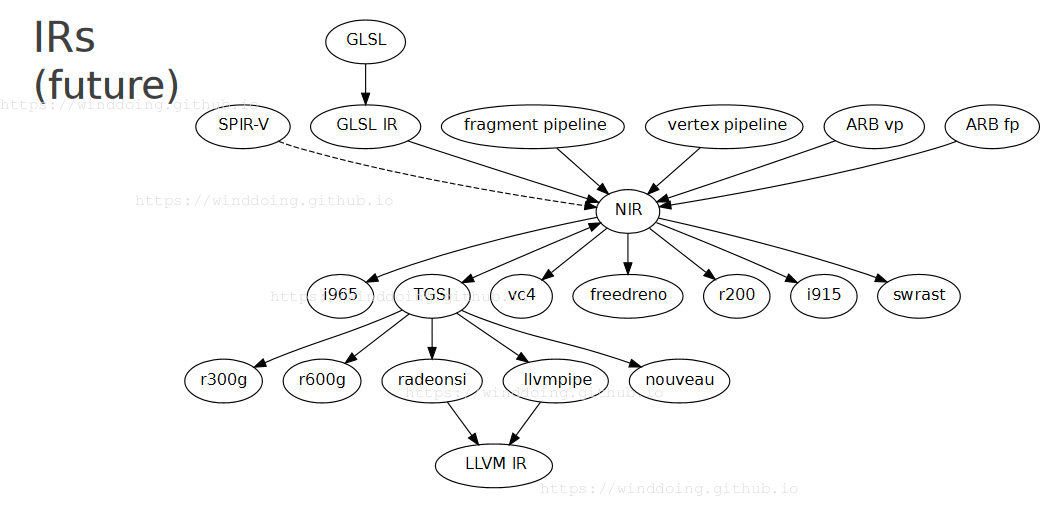 IRs
(future)
GLSL
https://winddoing.github.io
SPIR-V
GLSL IR
fragment pipeline
vertex pipeline
ARB vp
ARB fp
https://winddoing.github.io
NIR
i965
TGSI
vc4
freedreno
r200
i915
swrast
https://winddoing.github.io
r300g
r600g
radeonsi
llvmpipe
nouveau
https://winddoing.github.io
LLVM IR
https://winddoing.github.io